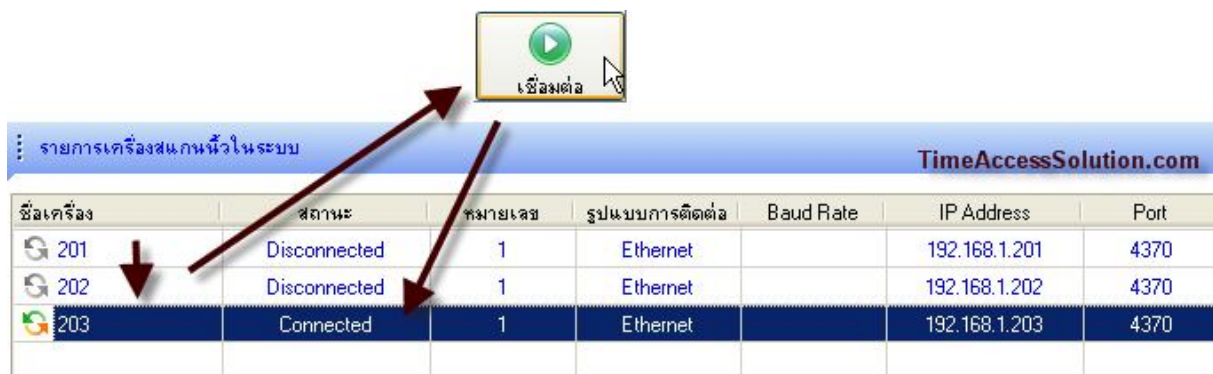 เชื่อมต่อ
รายการเครื่องสแกนนิ้วในระบบ TimeAccessSolution.com
ชื่อเครื่อง สถานะ หมายเลข รูปแบบการติดต่อ Baud Rate IP Address Port
201 Disconnected 1 Ethernet 192.168.1.201 4370
202 Disconnected 1 Ethernet 192.168.1.202 4370
203 Connected 1 Ethernet 192.168.1.203 4370